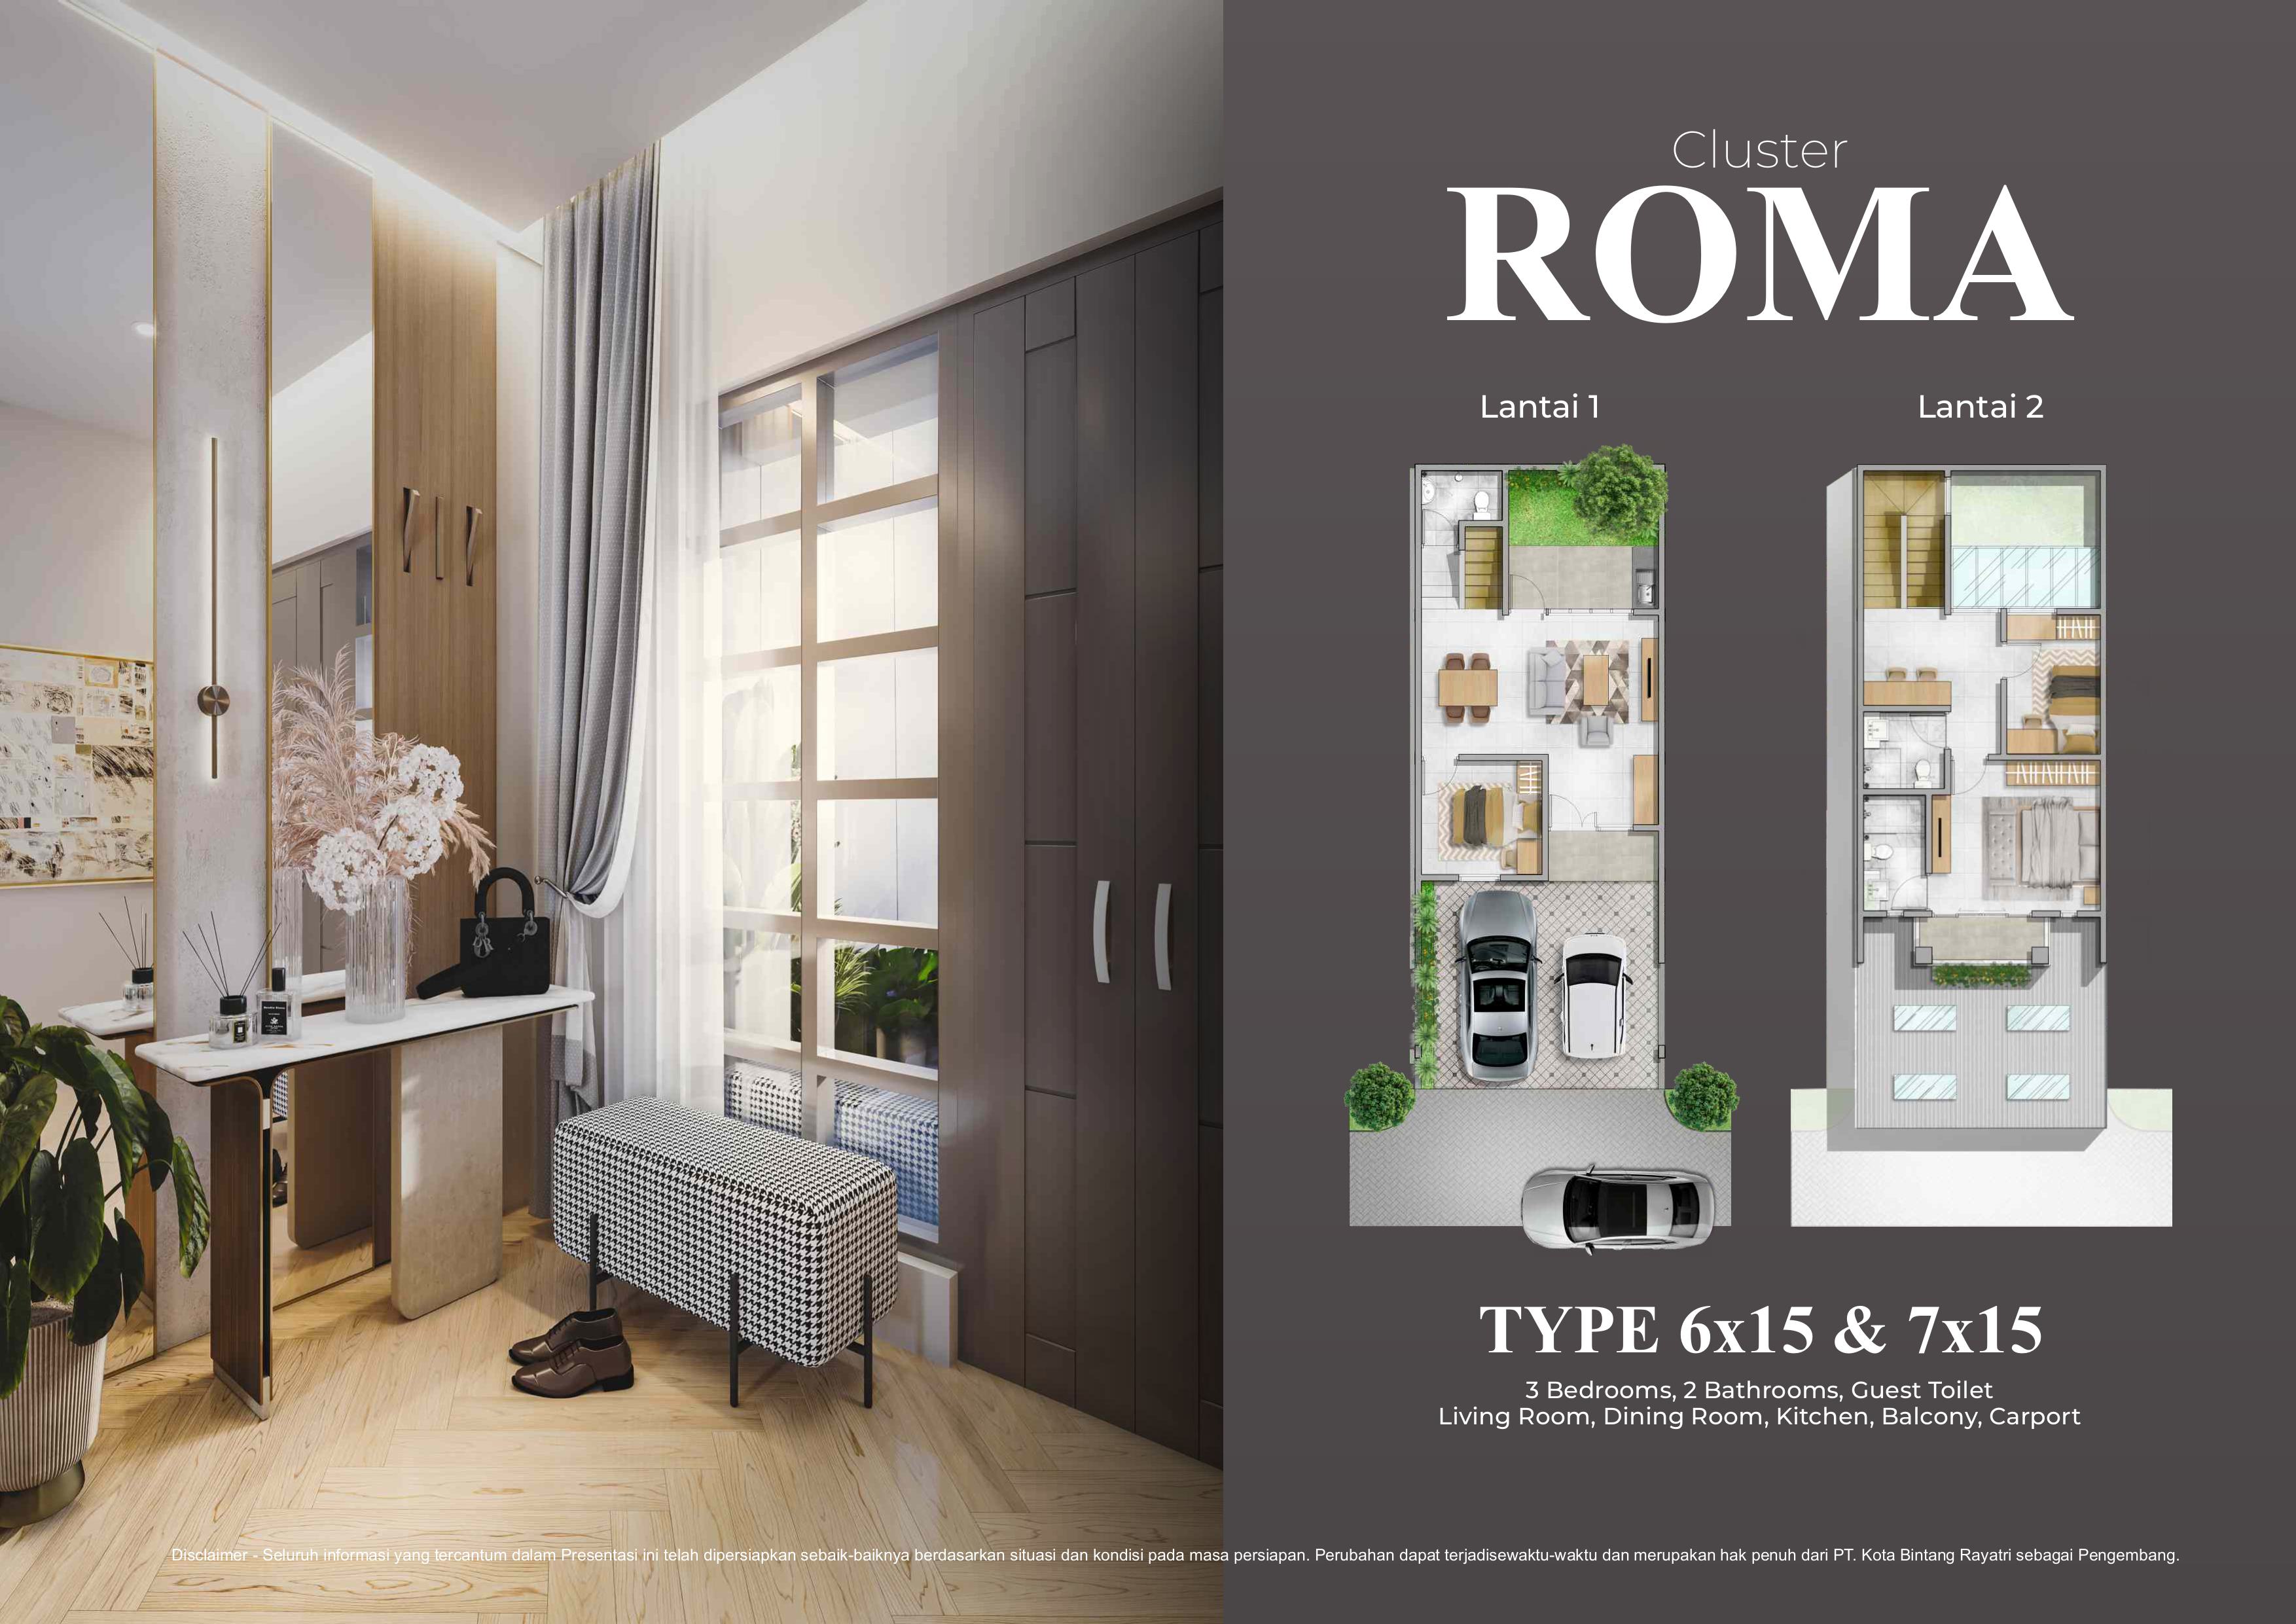 Cluster
ROMA
Lantai 1
Lantai 2
TYPE 6x15 & 7x15
3 Bedrooms, 2 Bathrooms, Guest Toilet
Living Room, Dining Room, Kitchen, Balcony, Carport
Disclaimer - Seluruh informasi yang tercantum dalam Presentasi ini telah dipersiapkan sebaik-baiknya berdasarkan situasi dan kondisi pada masa persiapan. Perubahan dapat terjadisewaktu-waktu dan merupakan hak penuh dari PT. Kota Bintang Rayatri sebagai Pengembang.